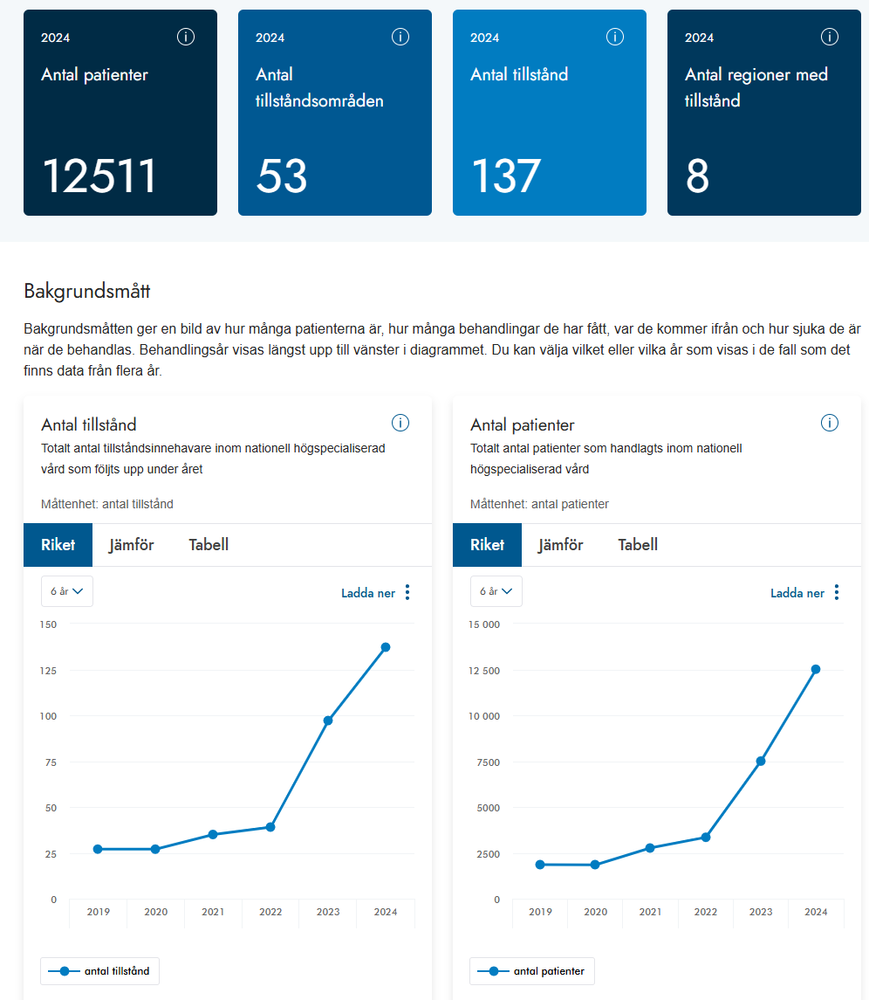 2024
Antal patienter
12511
2024
Antal
tillståndsområden
53
2024
Antal tillstånd
137
2024
Antal regioner med
tillstånd
8
Bakgrundsmått
Bakgrundsmåtten ger en bild av hur många patienterna är, hur många behandlingar de har fått, var de kommer ifrån och hur sjuka de är
när de behandlas. Behandlingsår visas längst upp till vänster i diagrammet. Du kan välja vilket eller vilka år som visas i de fall som det
finns data från flera år.
Antal tillstånd
Totalt antal tillståndsinnehavare inom nationell högspecialiserad
vård som följts upp under året
Måttenhet: antal tillstånd
Riket Jämför Tabell
6 år
Ladda ner
150
125
100
75
50
25
0
2019 2020 2021 2022 2023 2024
antal tillstånd
Antal patienter
Totalt antal patienter som handlagts inom nationell
högspecialiserad vård
Måttenhet: antal patienter
Riket Jämför Tabell
6 år
Ladda ner
15 000
12 500
10 000
7500
5000
2500
0
2019 2020 2021 2022 2023 2024
antal patienter